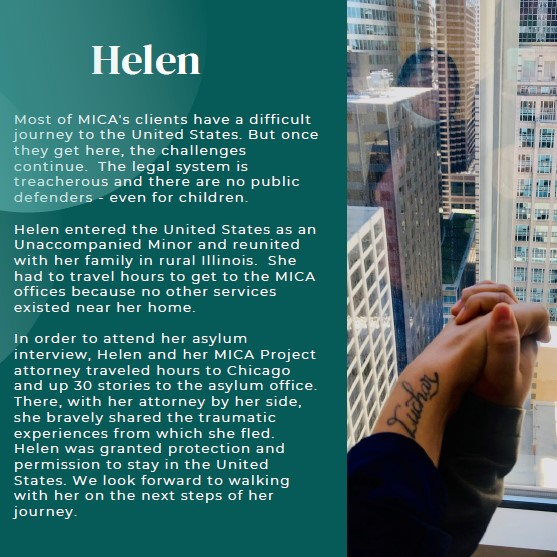 Helen
Most of MICA's clients have a difficult
journey to the United States. But once
they get here, the challenges
continue.  The legal system is
treacherous and there are no public
defenders - even for children.
Helen entered the United States as an
Unaccompanied Minor and reunited
with her family in rural Illinois.  She
had to travel hours to get to the MICA
offices because no other services
existed near her home.
In order to attend her asylum
interview, Helen and her MICA Project
attorney traveled hours to Chicago
and up 30 stories to the asylum office.
There, with her attorney by her side,
she bravely shared the traumatic
experiences from which she fled.
Helen was granted protection and
permission to stay in the United
States. We look forward to walking
with her on the next steps of her
journey.
Luchar